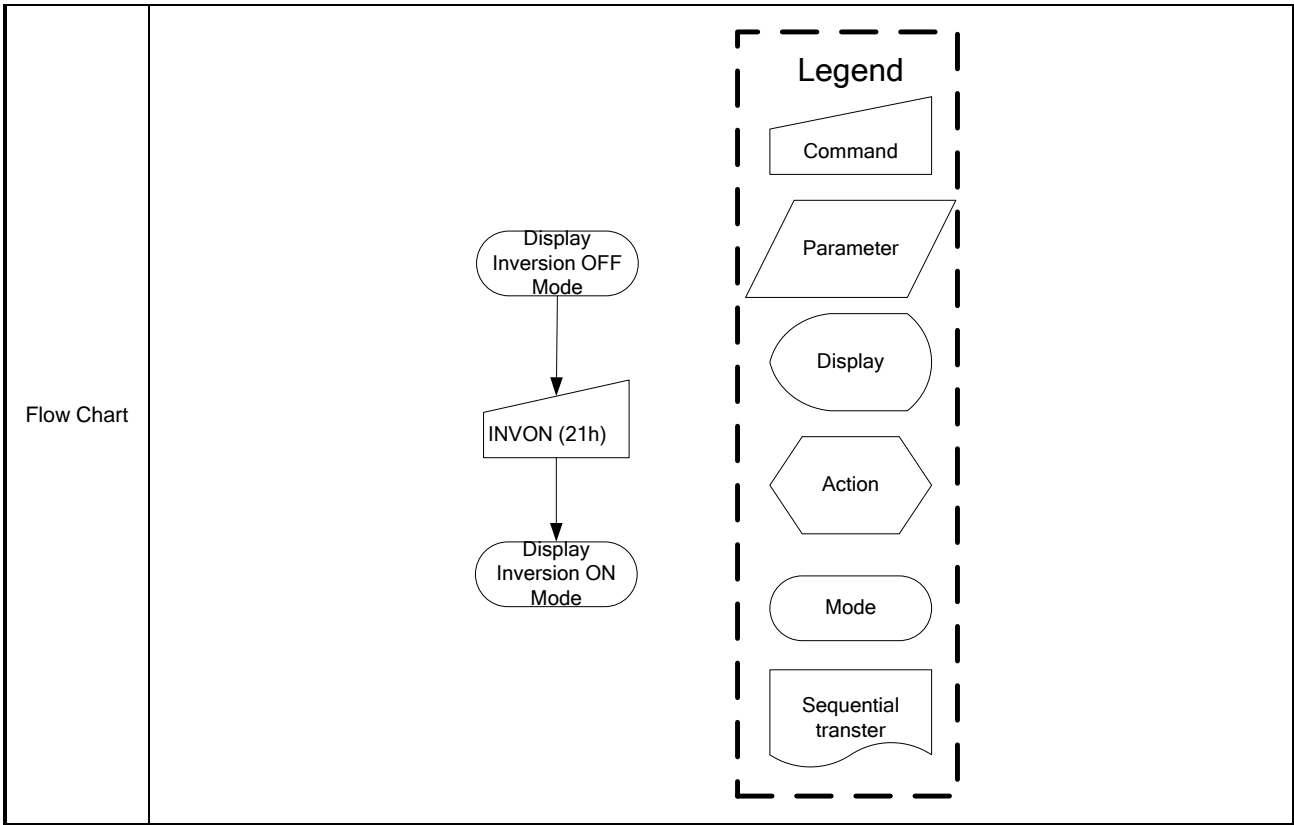 Flow Chart
Display
Inversion OFF
Mode
INVON (21h)
Display
Inversion ON
Mode
Legend
Command
Parameter
Display
Action
Mode
Sequential
transter